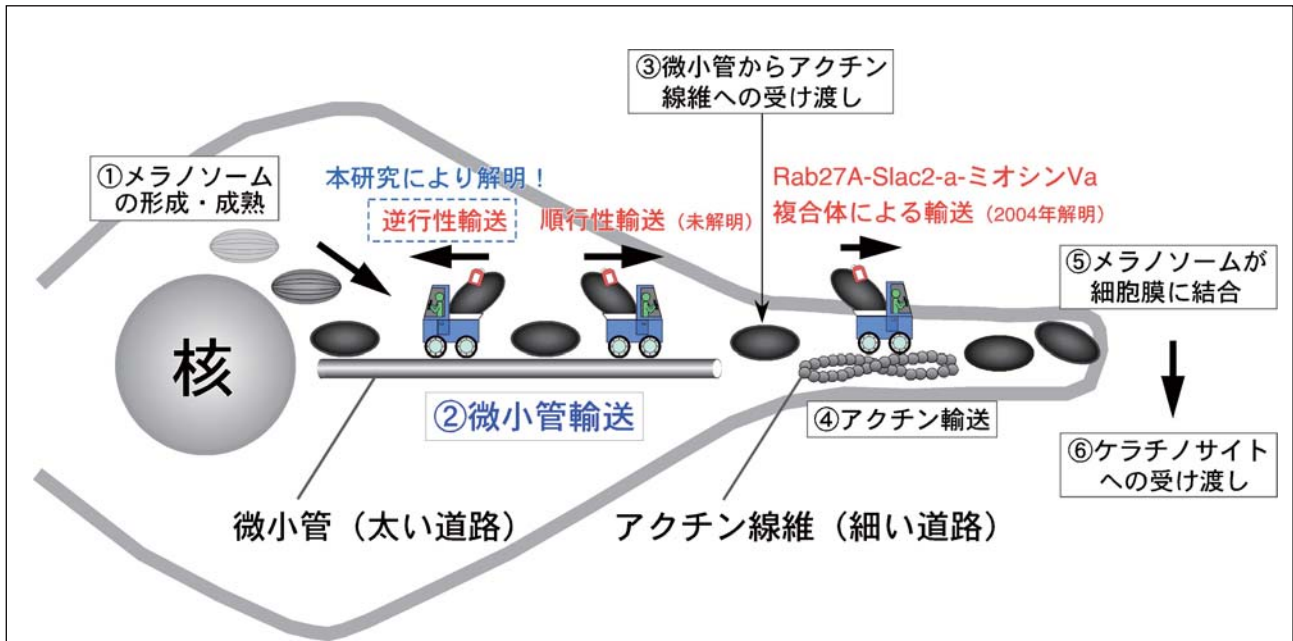 ③微小管からアクチン
線維への受け渡し
①メラノソーム
の形成・成熟
本研究により解明！
逆行性輸送
順行性輸送（未解明）
Rab27A-Slac2-a-ミオシンVa
複合体による輸送（2004年解明）
⑤メラノソームが
細胞膜に結合
核
②微小管輸送
④アクチン輸送
⑥ケラチノサイト
への受け渡し
微小管（太い道路）
アクチン線維（細い道路）